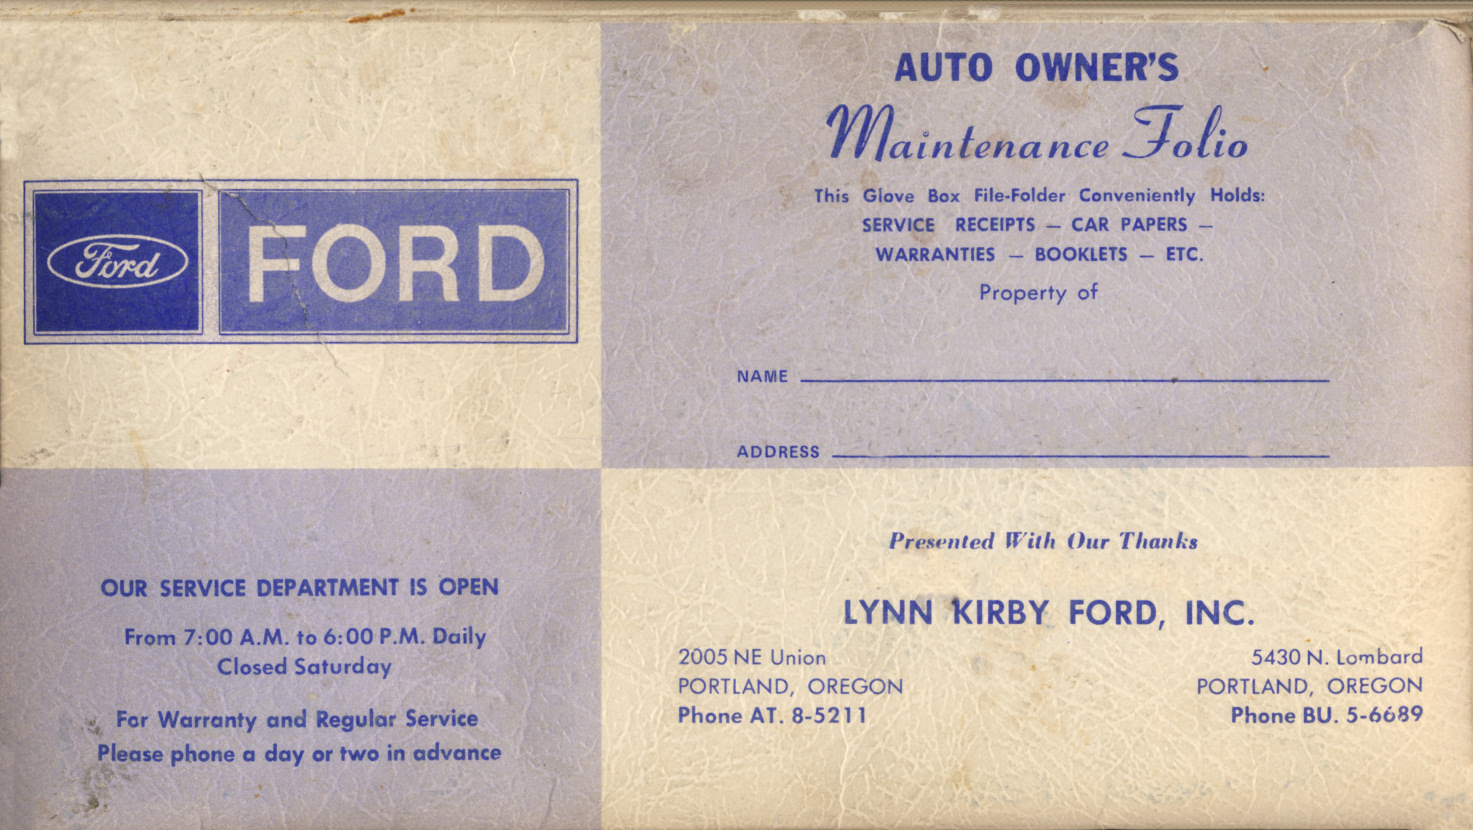 Ford
FORD
AUTO OWNER'S
Maintenance Folio
This Glove Box File-Folder Conveniently Holds:
SERVICE RECEIPTS — CAR PAPERS —
WARRANTIES — BOOKLETS — ETC.
Property of
NAME
ADDRESS
OUR SERVICE DEPARTMENT IS OPEN
From 7:00 A.M. to 6:00 P.M. Daily
Closed Saturday
For Warranty and Regular Service
Please phone a day or two in advance
Presented With Our Thanks
LYNN KIRBY FORD, INC.
2005 NE Union
PORTLAND, OREGON
Phone AT. 8-5211
5430 N. Lombard
PORTLAND, OREGON
Phone BU. 5-6689